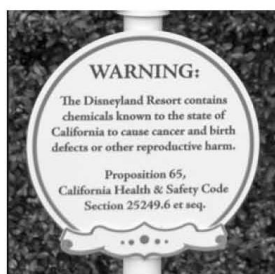 WARNING:
The Disneyland Resort contains
chemicals known to the state of
California to cause cancer and birth
defects or other reproductive harm.
Proposition 65,
California Health & Safety Code
Section 25249.6 et seq.